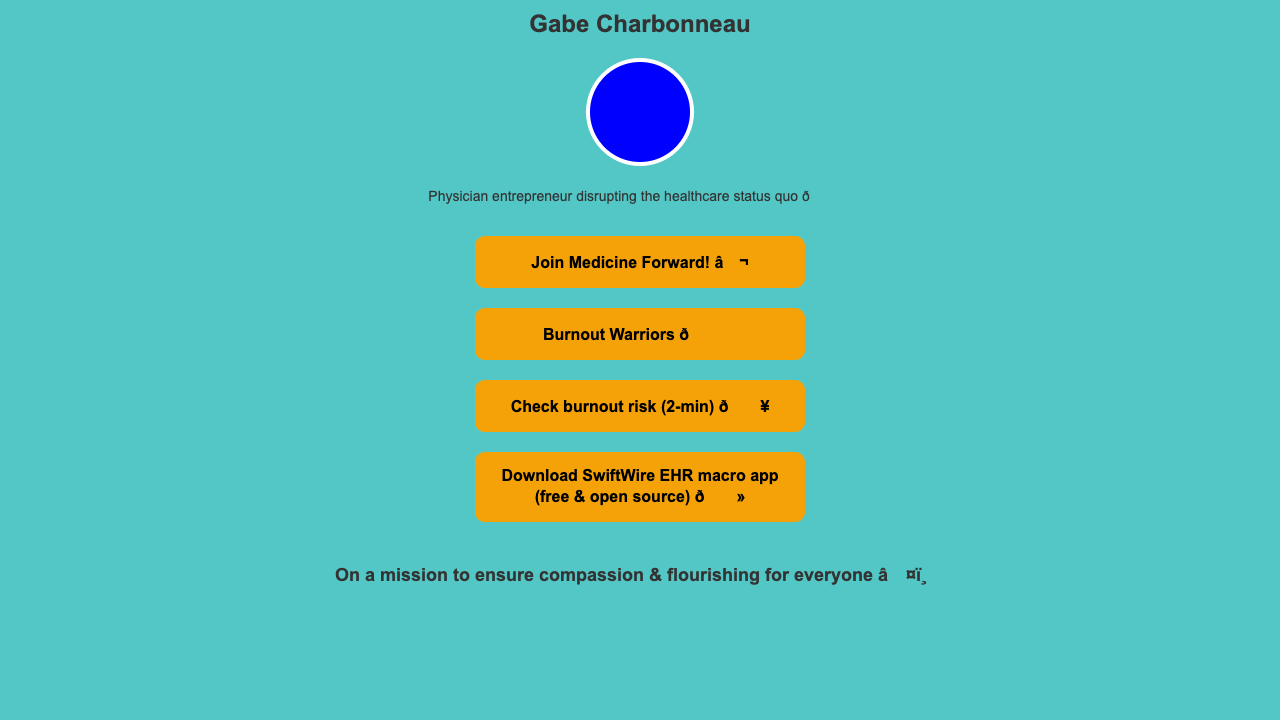 Gabe Charbonneau
Physician entrepreneur disrupting the healthcare status quo ð
Join Medicine Forward! â ¬
Burnout Warriors ð
Check burnout risk (2-min) ð ¥
Download SwiftWire EHR macro app
(free & open source) ð »
On a mission to ensure compassion & flourishing for everyone â ¤ï¸